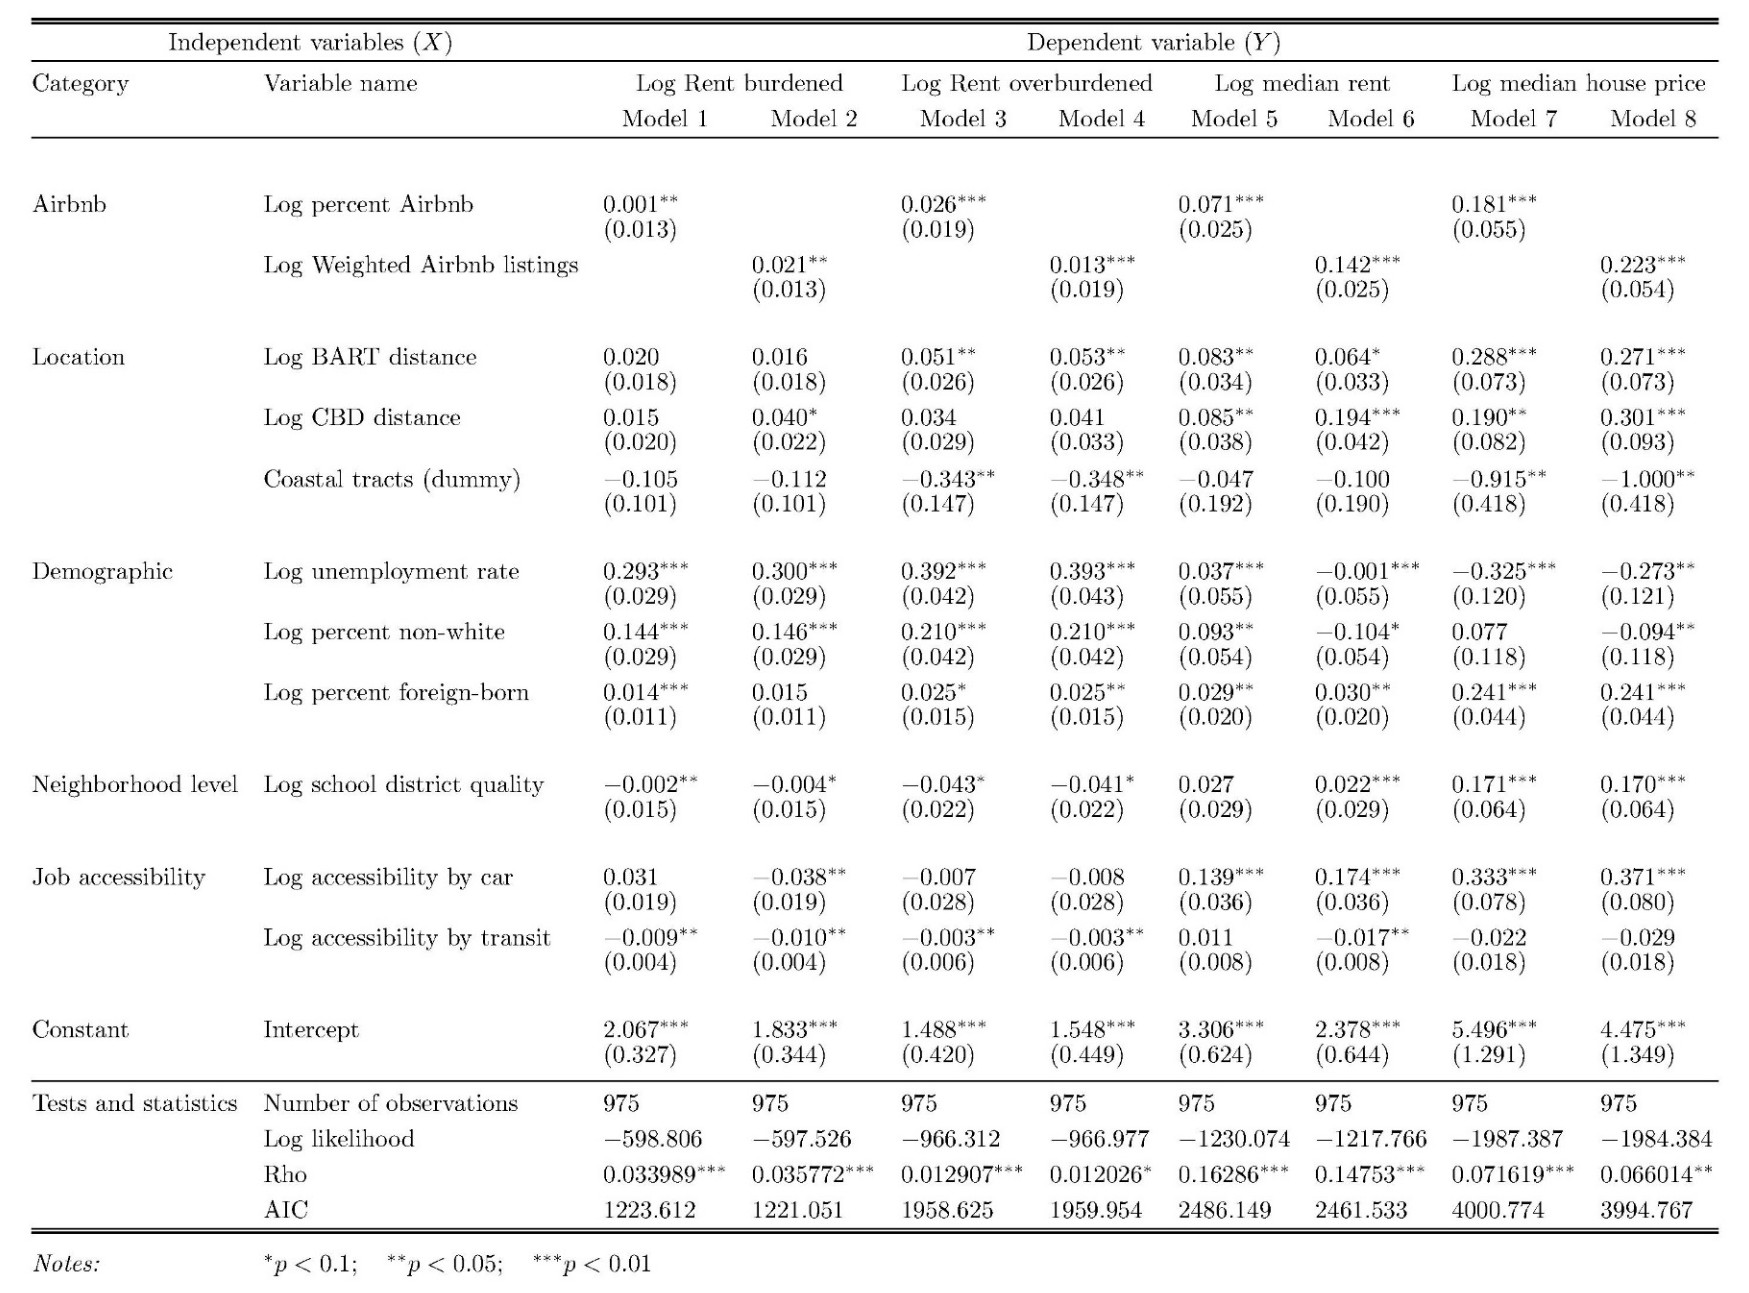 Independent variables (X) Dependent variable (Y)
Category Variable name Log Rent burdened Log Rent overburdened Log median rent Log median house price
Model 1 Model 2 Model 3 Model 4 Model 5 Model 6 Model 7 Model 8
Airbnb Log percent Airbnb 0.001** 0.026*** 0.071*** 0.181***
(0.013) (0.019) (0.025) (0.055)
Log Weighted Airbnb listings 0.021** 0.013*** 0.142*** 0.223***
(0.013) (0.019) (0.025) (0.054)
Location Log BART distance 0.020 0.016 0.051** 0.053** 0.083** 0.064* 0.288*** 0.271***
(0.018) (0.018) (0.026) (0.026) (0.034) (0.033) (0.073) (0.073)
Log CBD distance 0.015 0.040* 0.034 0.041 0.085** 0.194*** 0.190** 0.301***
(0.020) (0.022) (0.029) (0.033) (0.038) (0.042) (0.082) (0.093)
Coastal tracts (dummy) −0.105 −0.112 −0.343** −0.348** −0.047 −0.100 −0.915** −1.000**
(0.101) (0.101) (0.147) (0.147) (0.192) (0.190) (0.418) (0.418)
Demographic Log unemployment rate 0.293*** 0.300*** 0.392*** 0.393*** 0.037*** −0.001*** −0.325*** −0.273**
(0.029) (0.029) (0.042) (0.043) (0.055) (0.055) (0.120) (0.121)
Log percent non-white 0.144*** 0.146*** 0.210*** 0.210*** 0.093** −0.104* 0.077 −0.094**
(0.029) (0.029) (0.042) (0.042) (0.054) (0.054) (0.118) (0.118)
Log percent foreign-born 0.014*** 0.015 0.025* 0.025** 0.029** 0.030** 0.241*** 0.241***
(0.011) (0.011) (0.015) (0.015) (0.020) (0.020) (0.044) (0.044)
Neighborhood level Log school district quality −0.002** −0.004* −0.043* −0.041* 0.027 0.022*** 0.171*** 0.170***
(0.015) (0.015) (0.022) (0.022) (0.029) (0.029) (0.064) (0.064)
Job accessibility Log accessibility by car 0.031 −0.038** −0.007 −0.008 0.139*** 0.174*** 0.333*** 0.371***
(0.019) (0.019) (0.028) (0.028) (0.036) (0.036) (0.078) (0.080)
Log accessibility by transit −0.009** −0.010** −0.003** −0.003** 0.011 −0.017** −0.022 −0.029
(0.004) (0.004) (0.006) (0.006) (0.008) (0.008) (0.018) (0.018)
Constant Intercept 2.067*** 1.833*** 1.488*** 1.548*** 3.306*** 2.378*** 5.496*** 4.475***
(0.327) (0.344) (0.420) (0.449) (0.624) (0.644) (1.291) (1.349)
Tests and statistics Number of observations 975 975 975 975 975 975 975 975
Log likelihood −598.806 −597.526 −966.312 −966.977 −1230.074 −1217.766 −1987.387 −1984.384
Rho 0.033989*** 0.035772*** 0.012907*** 0.012026* 0.16286*** 0.14753*** 0.071619*** 0.066014**
AIC 1223.612 1221.051 1958.625 1959.954 2486.149 2461.533 4000.774 3994.767
Notes: *p < 0.1; **p < 0.05; ***p < 0.01